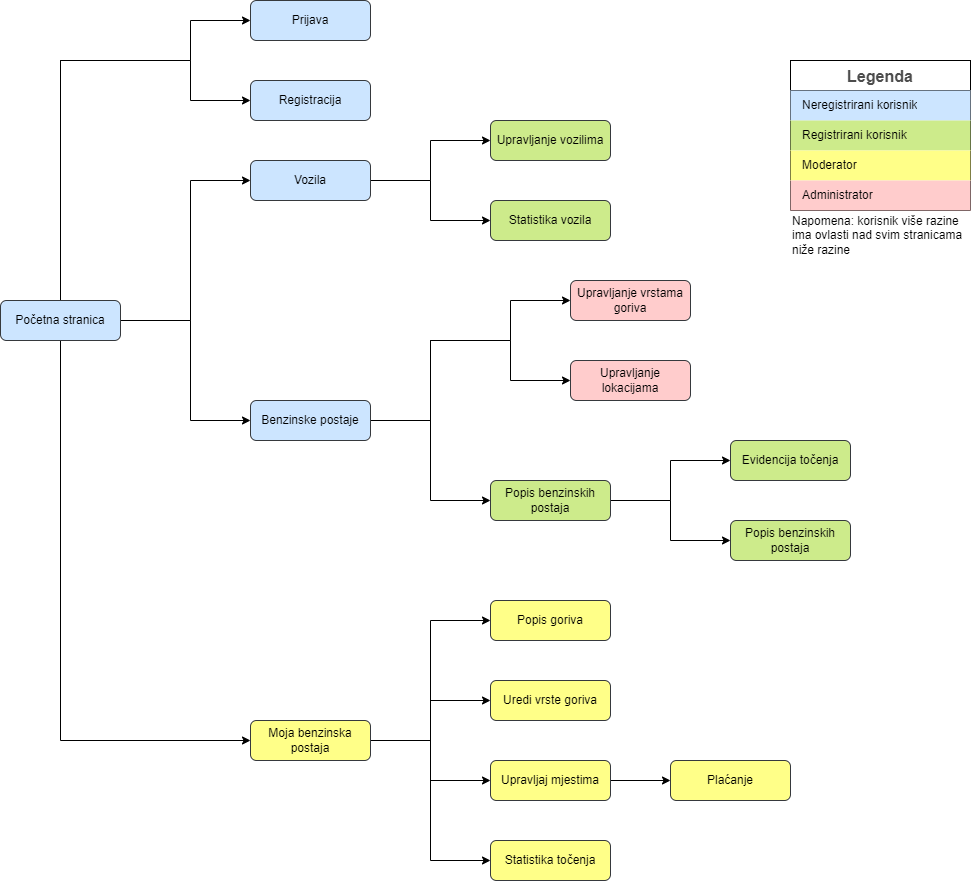 Prijava
Registracija
Vozila
Upravljanje vozilima
Statistika vozila
Početna stranica
Benzinske postaje
Upravljanje vrstama
goriva
Upravljanje
lokacijama
Popis benzinskih
postaja
Evidencija točenja
Popis benzinskih
postaja
Moja benzinska
postaja
Popis goriva
Uredi vrste goriva
Upravljaj mjestima
Plaćanje
Statistika točenja
Legenda
Neregistrirani korisnik
Registrirani korisnik
Moderator
Administrator
Napomena: korisnik više razine
ima ovlasti nad svim stranicama
niže razine